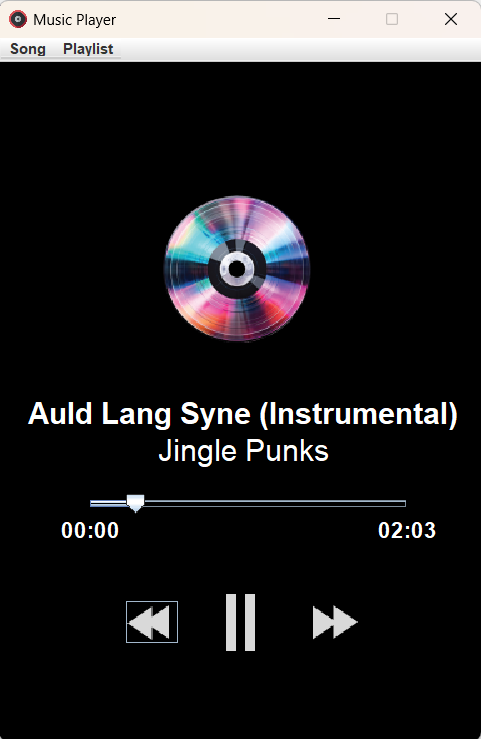 Music Player
Song Playlist
Auld Lang Syne (Instrumental)
Jingle Punks
00:00 02:03